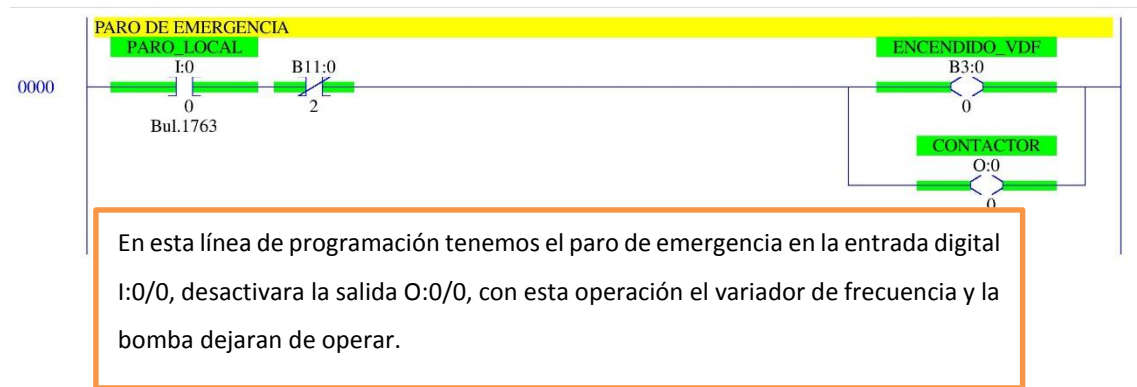 PARO DE EMERGENCIA
PARO_LOCAL
ENCENDIDO_VDF
I:0
B11:0
B3:0
0000
0
2
0
Bul.1763
CONTACTOR
O:0
0
En esta línea de programación tenemos el paro de emergencia en la entrada digital
I:0/0, desactivara la salida O:0/0, con esta operación el variador de frecuencia y la
bomba dejaran de operar.